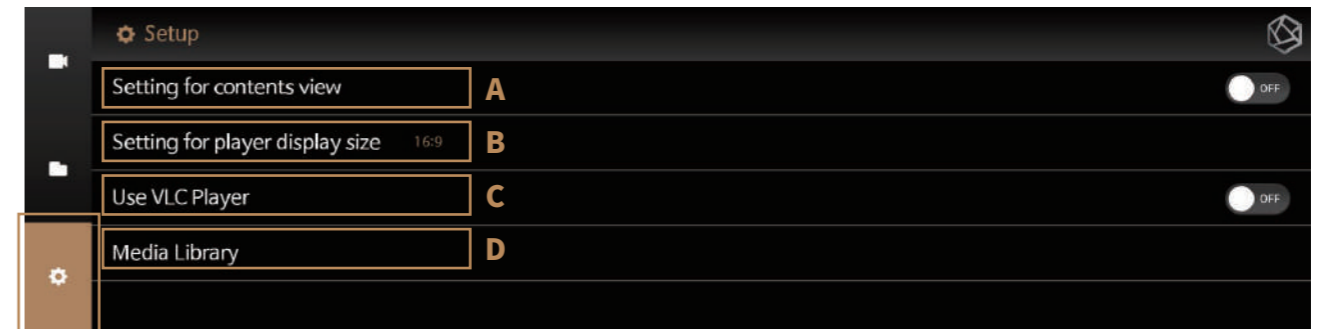 Setup
Setting for contents view A OFF
Setting for player display size 16:9 B
Use VLC Player C OFF
Media Library D